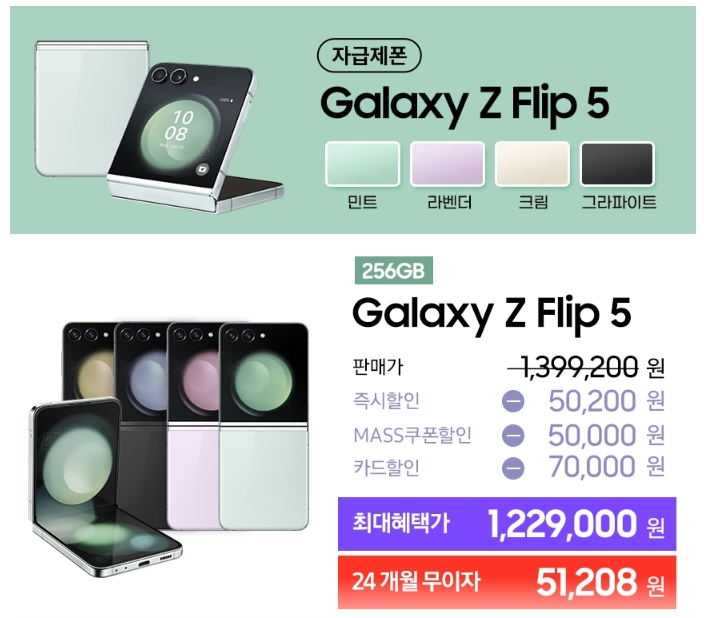 자급제폰
Galaxy Z Flip 5
10
08
100%
민트 라벤더 크림 그라파이트
256GB
Galaxy Z Flip 5
판매가 1,399,200 원
즉시할인 - 50,200 원
MASS쿠폰할인 - 50,000 원
카드할인 - 70,000 원
최대혜택가 1,229,000 원
24개월 무이자 51,208 원